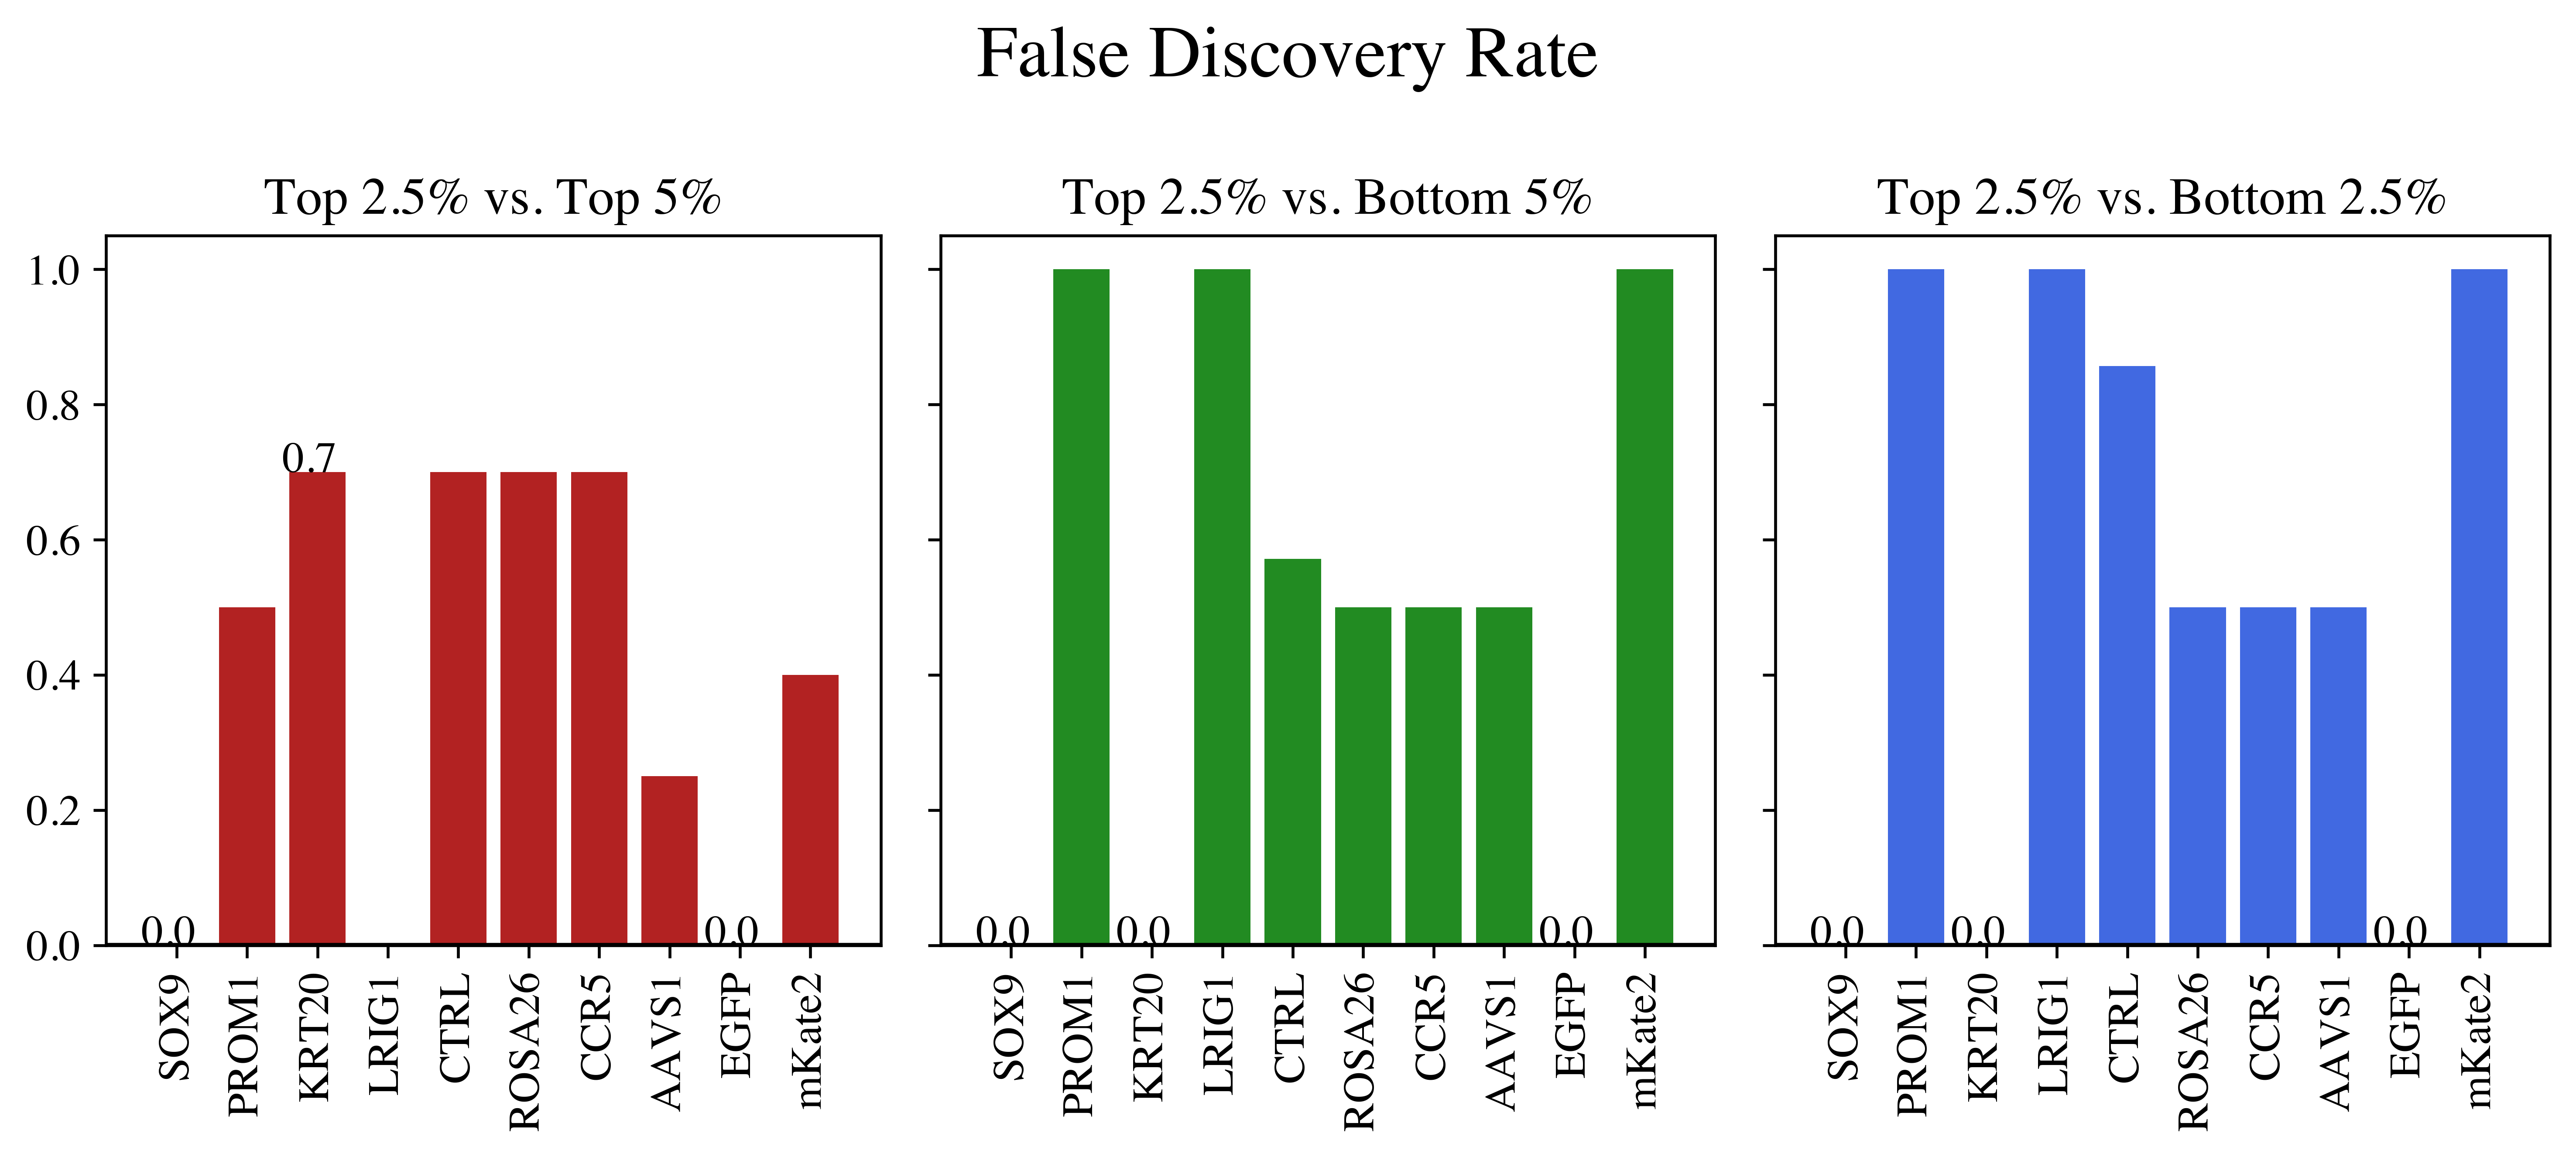 False Discovery Rate
Top 2.5% vs. Top 5%
1.0
0.8
0.6
0.4
0.2
0.0
0.0
0.7
0.0
SOX9
PROM1
KRT20
LRIG1
CTRL
ROSA26
CCR5
AAVS1
EGFP
mKate2
Top 2.5% vs. Bottom 5%
0.0
0.0
0.0
SOX9
PROM1
KRT20
LRIG1
CTRL
ROSA26
CCR5
AAVS1
EGFP
mKate2
Top 2.5% vs. Bottom 2.5%
0.0
0.0
0.0
SOX9
PROM1
KRT20
LRIG1
CTRL
ROSA26
CCR5
AAVS1
EGFP
mKate2